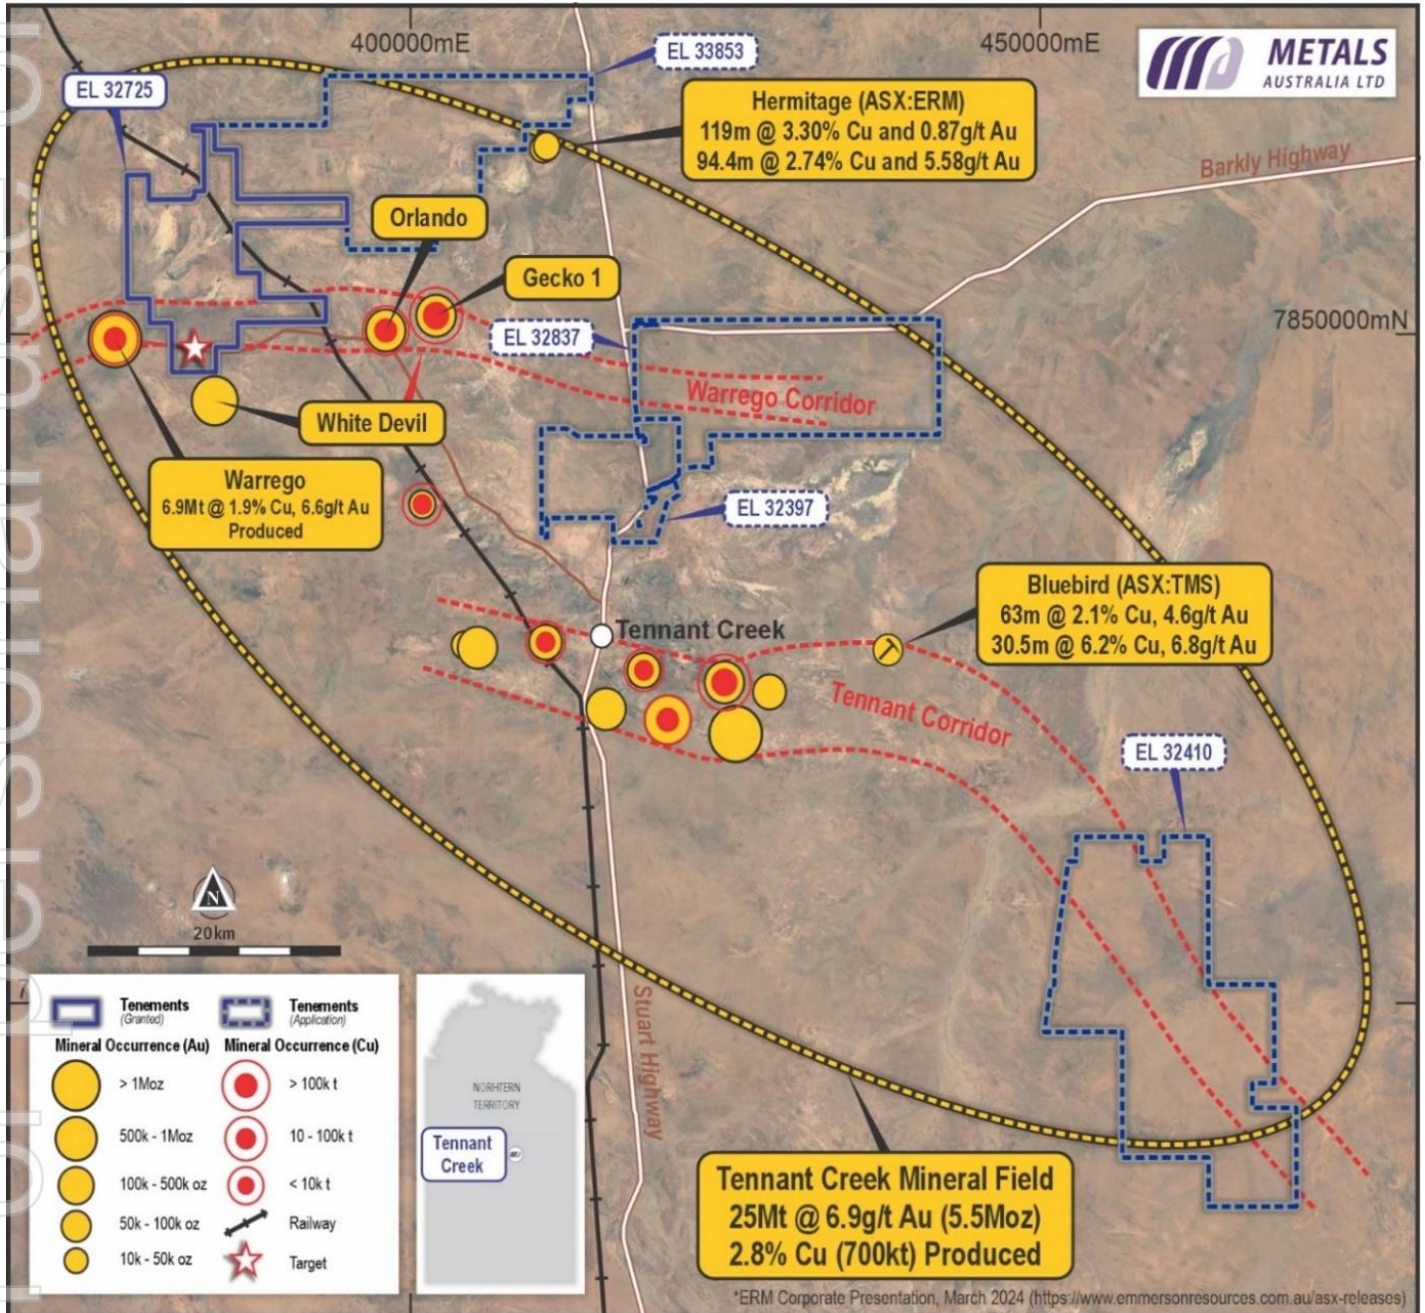 For personal use only
400000mE
450000mE
EL 33853
METALS
AUSTRALIA LTD
EL 32725
Hermitage (ASX:ERM)
119m @ 3.30% Cu and 0.87g/t Au
94.4m @ 2.74% Cu and 5.58g/t Au
Barkly Highway
Orlando
Gecko 1
7850000mN
EL 32837
Warrego Corridor
White Devil
Warrego
6.9Mt @ 1.9% Cu, 6.6g/t Au
Produced
EL 32397
Bluebird (ASX:TMS)
63m @ 2.1% Cu, 4.6g/t Au
30.5m @ 6.2% Cu, 6.8g/t Au
Tennant Creek
Tennant Corridor
EL 32410
N
20km
Stuart Highway
7
Tenements
(Granted)
Tenements
(Application)
Mineral Occurrence (Au)
Mineral Occurrence (Cu)
> 1Moz
> 100k t
500k - 1Moz
10 - 100k t
100k - 500k oz
< 10k t
50k - 100k oz
Railway
10k - 50k oz
Target
NORHTERN
TERRITORY
Tennant
Creek
Tennant Creek Mineral Field
25Mt @ 6.9g/t Au (5.5Moz)
2.8% Cu (700kt) Produced
*ERM Corporate Presentation, March 2024 (https://www.emmersonresources.com.au/asx-releases)